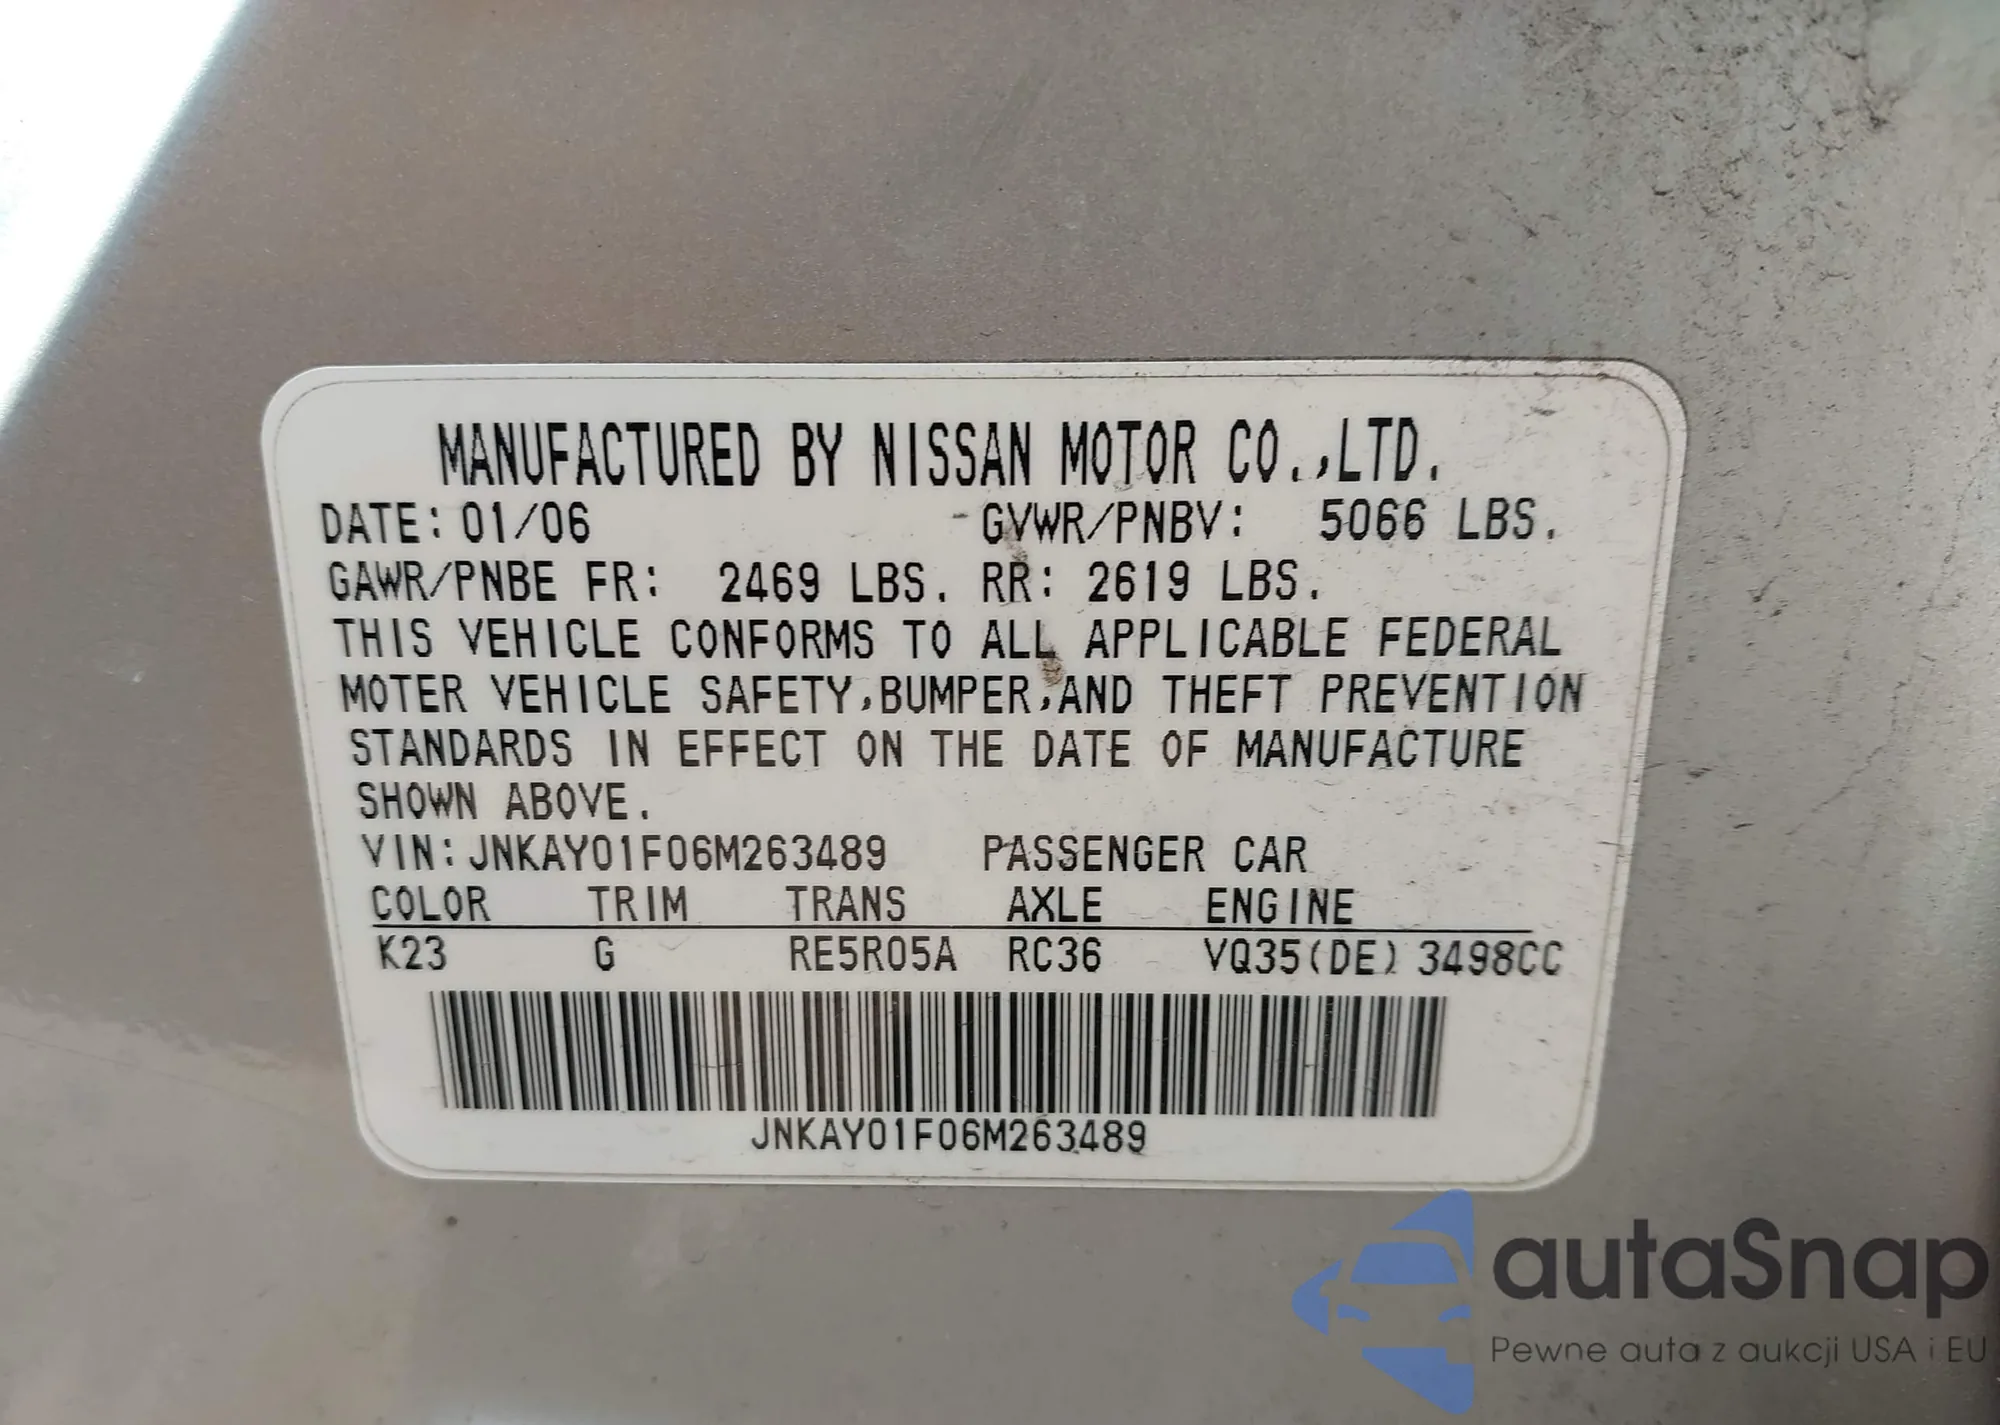 MANUFACTURED BY NISSAN MOTOR CO.,LTD.
DATE:01/06 GVWR/PNBV: 5066 LBS.
GAWR/PNBE FR: 2469 LBS. RR: 2619 LBS.
THIS VEHICLE CONFORMS TO ALL APPLICABLE FEDERAL
MOTER VEHICLE SAFETY,BUMPER,AND THEFT PREVENTION
STANDARDS IN EFFECT ON THE DATE OF MANUFACTURE
SHOWN ABOVE.
VIN:JNKAY01F06M263489 PASSENGER CAR
COLOR TRIM TRANS AXLE ENGINE
K23 G RE5R05A RC36 VQ35(DE) 3498CC
JNKAY01F06M263489
autaSnap
Pewne auta z aukcji USA i EU